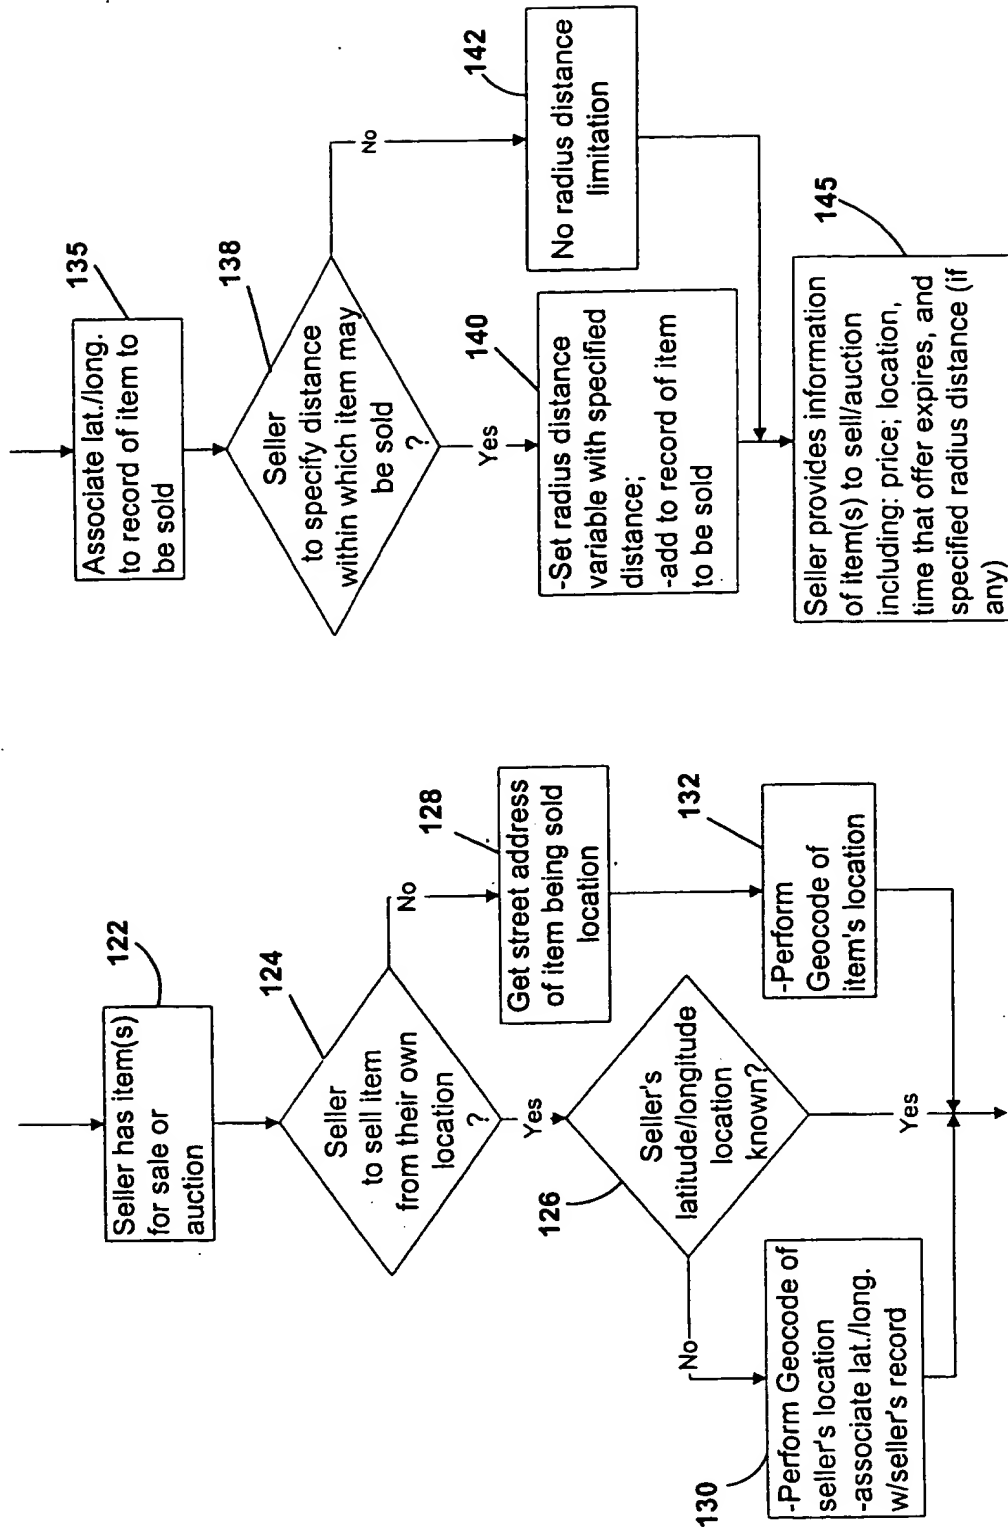 122
Seller has item(s)
for sale or
auction
124
Seller
to sell item
from their own
location
?
No
Yes
128
Get street address
of item being sold
location
126
Seller's
latitude/longitude
location
known?
No
Yes
132
-Perform
Geocode of
item's location
130
-Perform Geocode of
seller's location
-associate lat./long.
w/seller's record
135
Associate lat./long.
to record of item to
be sold
138
Seller
to specify distance
within which item may
be sold
?
No
Yes
142
No radius distance
limitation
140
-Set radius distance
variable with specified
distance;
-add to record of item
to be sold
145
Seller provides information
of item(s) to sell/auction
including: price; location,
time that offer expires, and
specified radius distance (if
any)